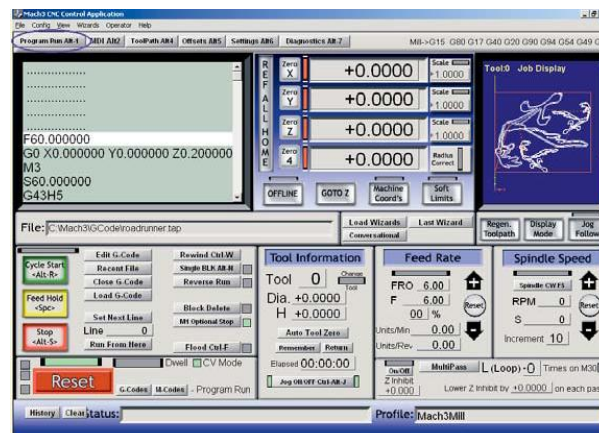 Mach3 CNC Control Application
File Config View Wizards Operator Help
Program Run Alt-1 MDI Alt2 ToolPath Alt4 Offsets Alt5 Settings Alt6 Diagnostics Alt-7 Mill->G15 G80 G17 G40 G20 G90 G94 G54 G49 G
..................
..................
..................
..................
F60.000000
G0 X0.000000 Y0.000000 Z0.200000
M3
S60.000000
G43H5
REF ALL HOME
Zero X +0.0000 Scale +1.0000
Zero Y +0.0000 Scale +1.0000
Zero Z +0.0000 Scale +1.0000
Zero 4 +0.0000 Radius Correct
OFFLINE GOTO Z Machine Coord's Soft Limits
Tool:0 Job Display
File: C:\Mach3\GCode\roadrunner.tap
Load Wizards Last Wizard
Conversational
Regen. Toolpath Display Mode Jog Follow
Cycle Start <Alt-R>
Feed Hold <Spc>
Stop <Alt-S>
Edit G-Code Rewind Ctrl-W
Recent File Single BLK Alt-N
Close G-Code Reverse Run
Load G-Code
Block Delete
Set Next Line M1 Optional Stop
Line 0
Run From Here Flood Ctrl-F
Dwell CV Mode
Reset
G-Codes M-Codes - Program Run
Tool Information
Tool 0 Change Tool
Dia. +0.0000
H +0.0000
Auto Tool Zero
Remember Return
Elapsed 00:00:00
Jog ON/OFF Ctrl-Alt-J
Feed Rate
FRO 6.00
F 6.00
00 % Reset
Units/Min 0.00
Units/Rev. 0.00
Spindle Speed
Spindle CW F5
RPM 0
S 0
Reset
Increment 10
On/Off MultiPass L (Loop) -0 Times on M30
Z Inhibit
+0.000 Lower Z Inhibit by +0.0000 on each pas
History Clear Status: Profile: Mach3Mill